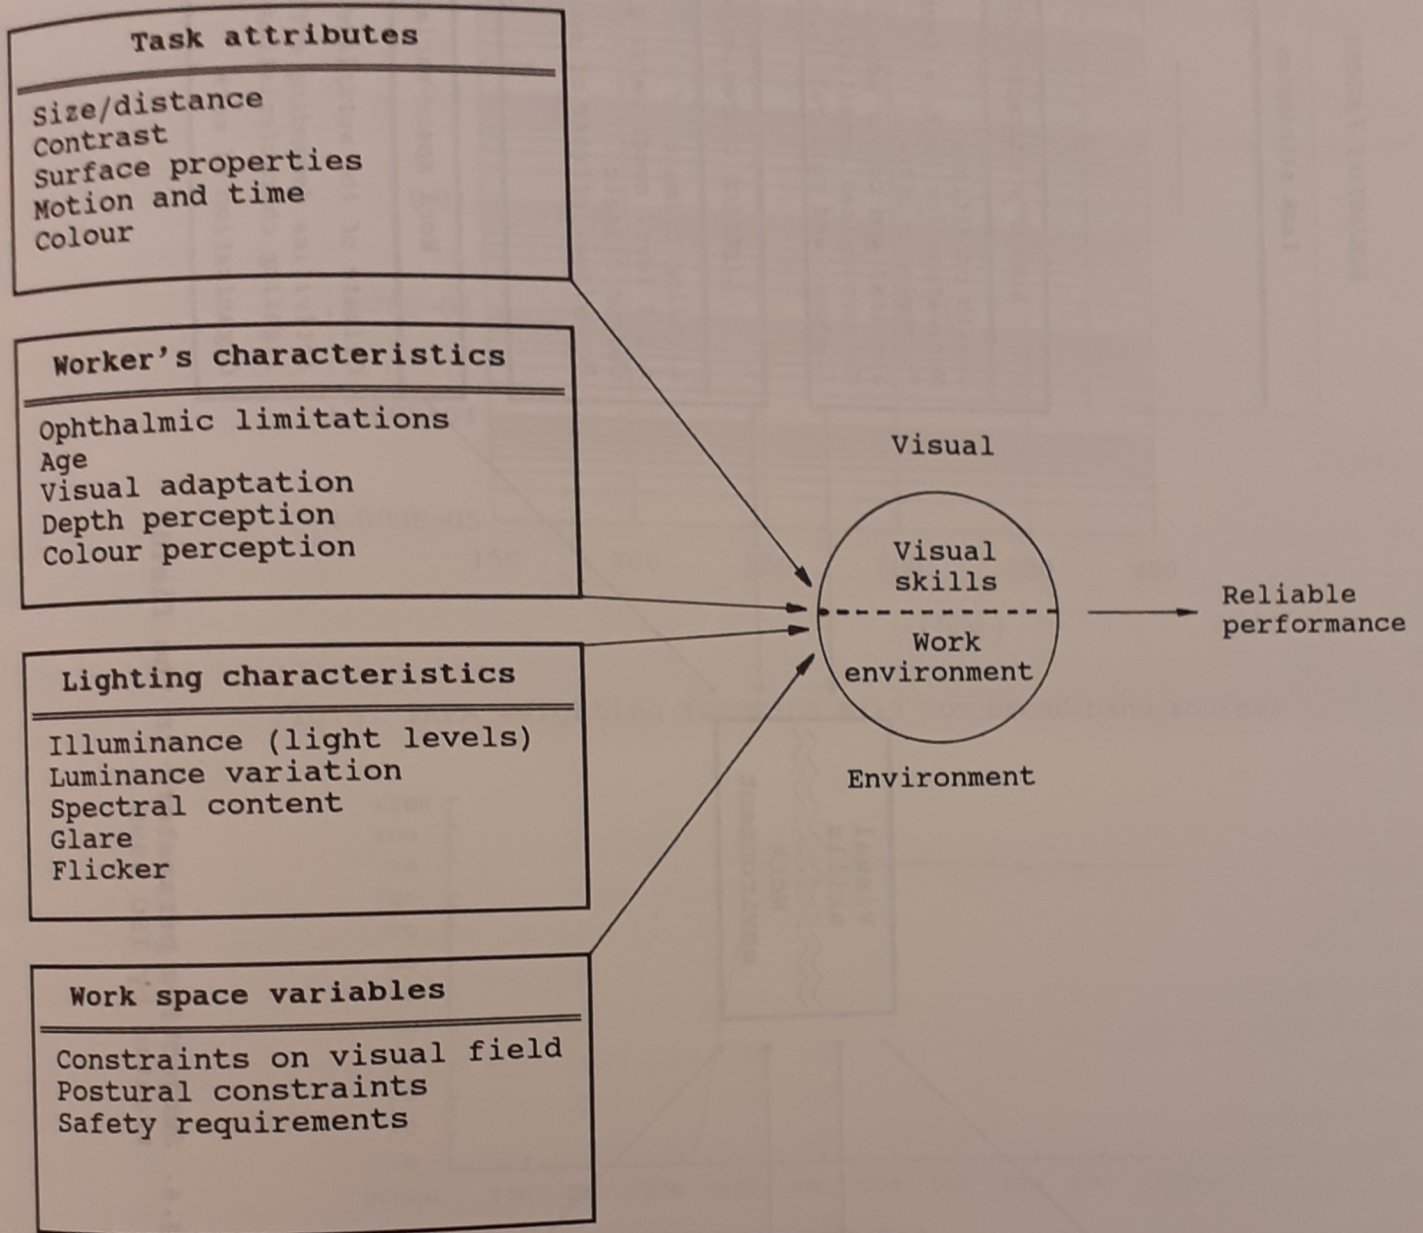 Task attributes
Size/distance
Contrast
Surface properties
Motion and time
Colour
Worker's characteristics
Ophthalmic limitations
Age
Visual adaptation
Depth perception
Colour perception
Lighting characteristics
Illuminance (light levels)
Luminance variation
Spectral content
Glare
Flicker
Work space variables
Constraints on visual field
Postural constraints
Safety requirements
Visual
Visual
skills
Work
environment
Environment
Reliable
performance